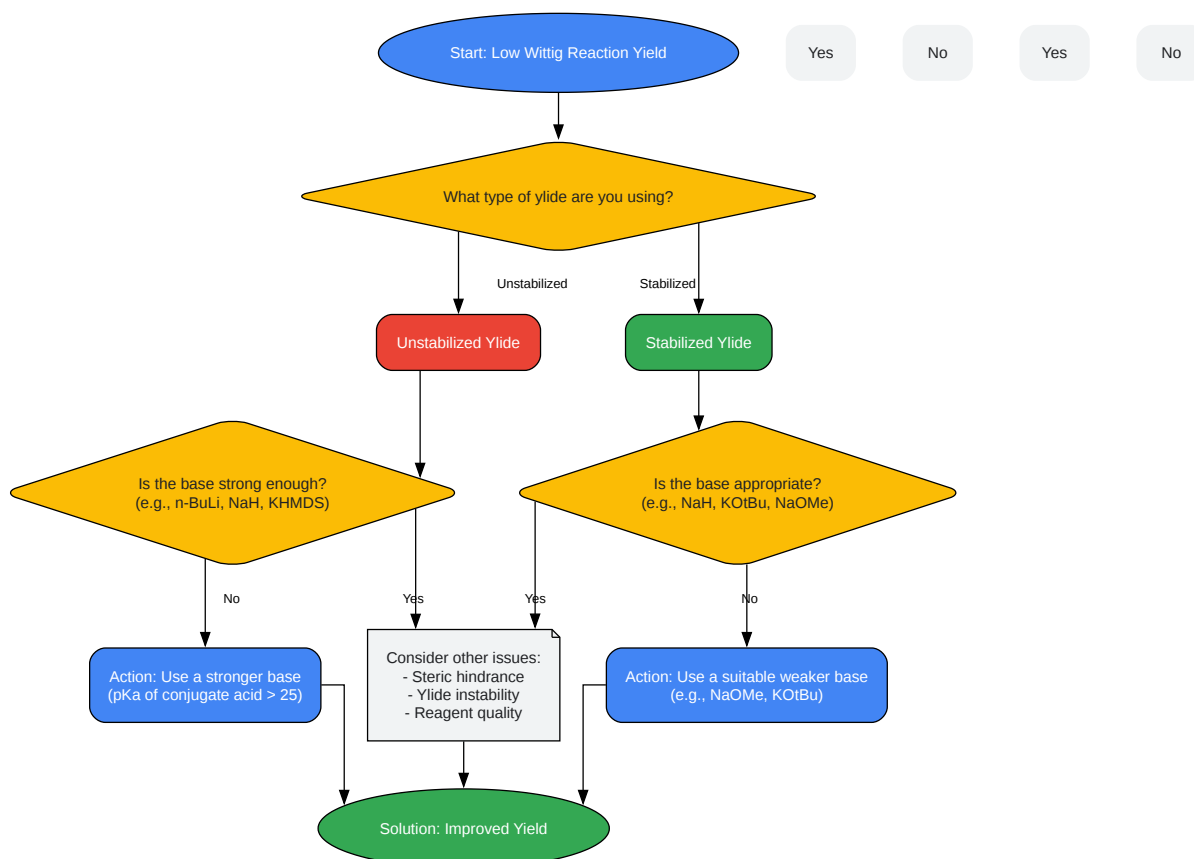 Start: Low Wittig Reaction Yield
Yes
No
Yes
No
What type of ylide are you using?
Unstabilized
Stabilized
Unstabilized Ylide
Stabilized Ylide
Is the base strong enough?
(e.g., n-BuLi, NaH, KHMDS)
Is the base appropriate?
(e.g., NaH, KOtBu, NaOMe)
No
Yes
Yes
No
Action: Use a stronger base
(pKa of conjugate acid > 25)
Consider other issues:
- Steric hindrance
- Ylide instability
- Reagent quality
Action: Use a suitable weaker base
(e.g., NaOMe, KOtBu)
Solution: Improved Yield